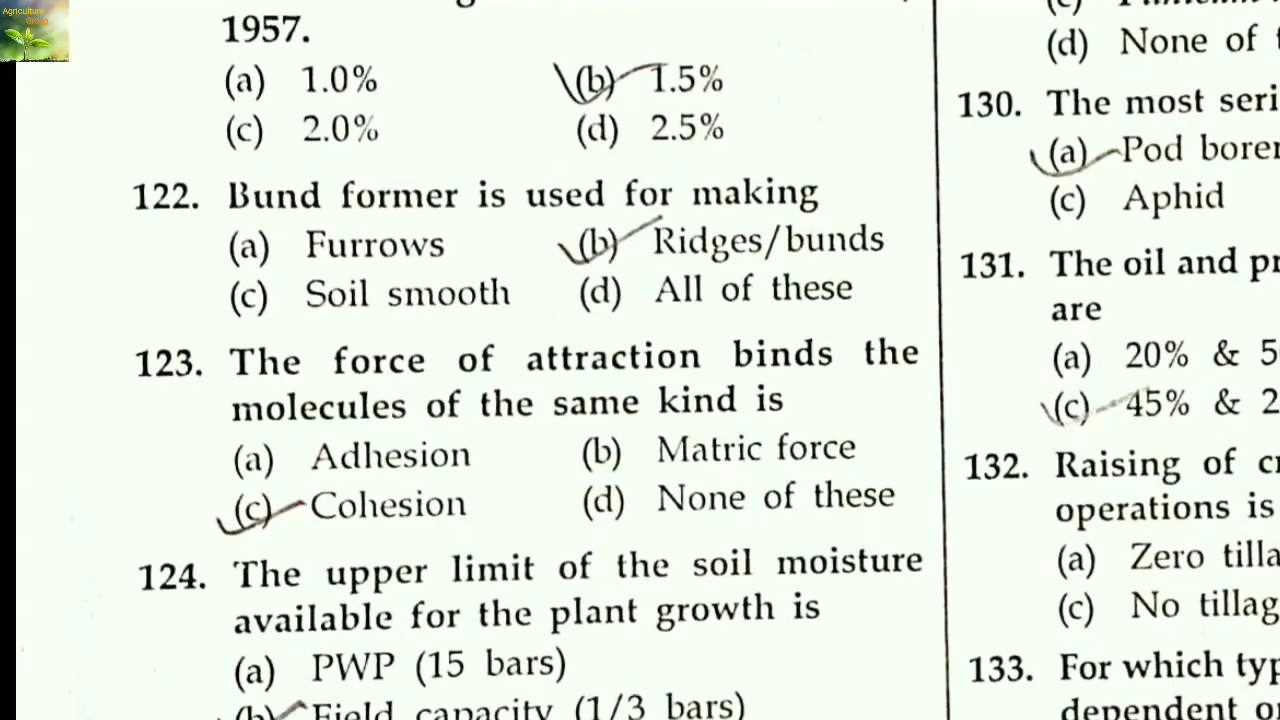 Agriculture
Group
1957.
(a) 1.0% (b) 1.5%
(c) 2.0% (d) 2.5%
122. Bund former is used for making
(a) Furrows (b) Ridges/bunds
(c) Soil smooth (d) All of these
123. The force of attraction binds the
molecules of the same kind is
(a) Adhesion (b) Matric force
(c) Cohesion (d) None of these
124. The upper limit of the soil moisture
available for the plant growth is
(a) PWP (15 bars)
(b) Field capacity (1/3 bars)
(d) None of
130. The most seri
(a) Pod borer
(c) Aphid
131. The oil and pr
are
(a) 20% & 5
(c) 45% & 2
132. Raising of cr
operations is
(a) Zero tilla
(c) No tillag
133. For which typ
dependent or